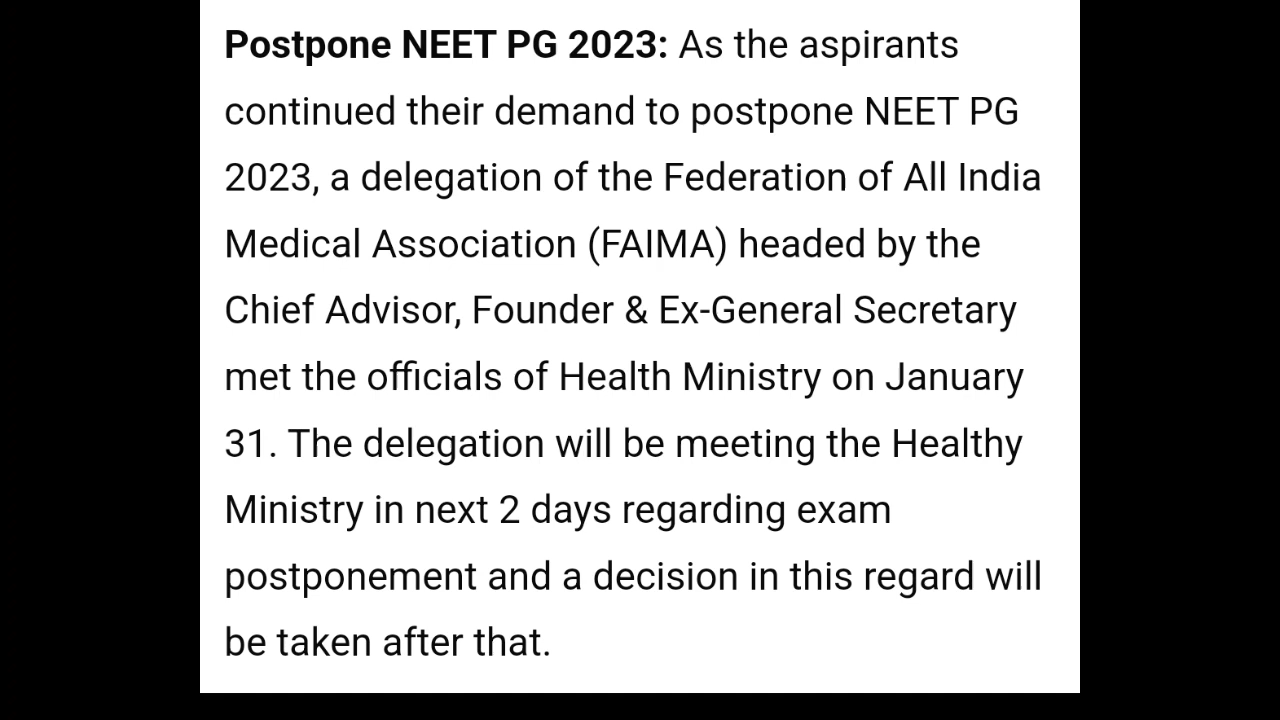 Postpone NEET PG 2023: As the aspirants
continued their demand to postpone NEET PG
2023, a delegation of the Federation of All India
Medical Association (FAIMA) headed by the
Chief Advisor, Founder & Ex-General Secretary
met the officials of Health Ministry on January
31. The delegation will be meeting the Healthy
Ministry in next 2 days regarding exam
postponement and a decision in this regard will
be taken after that.